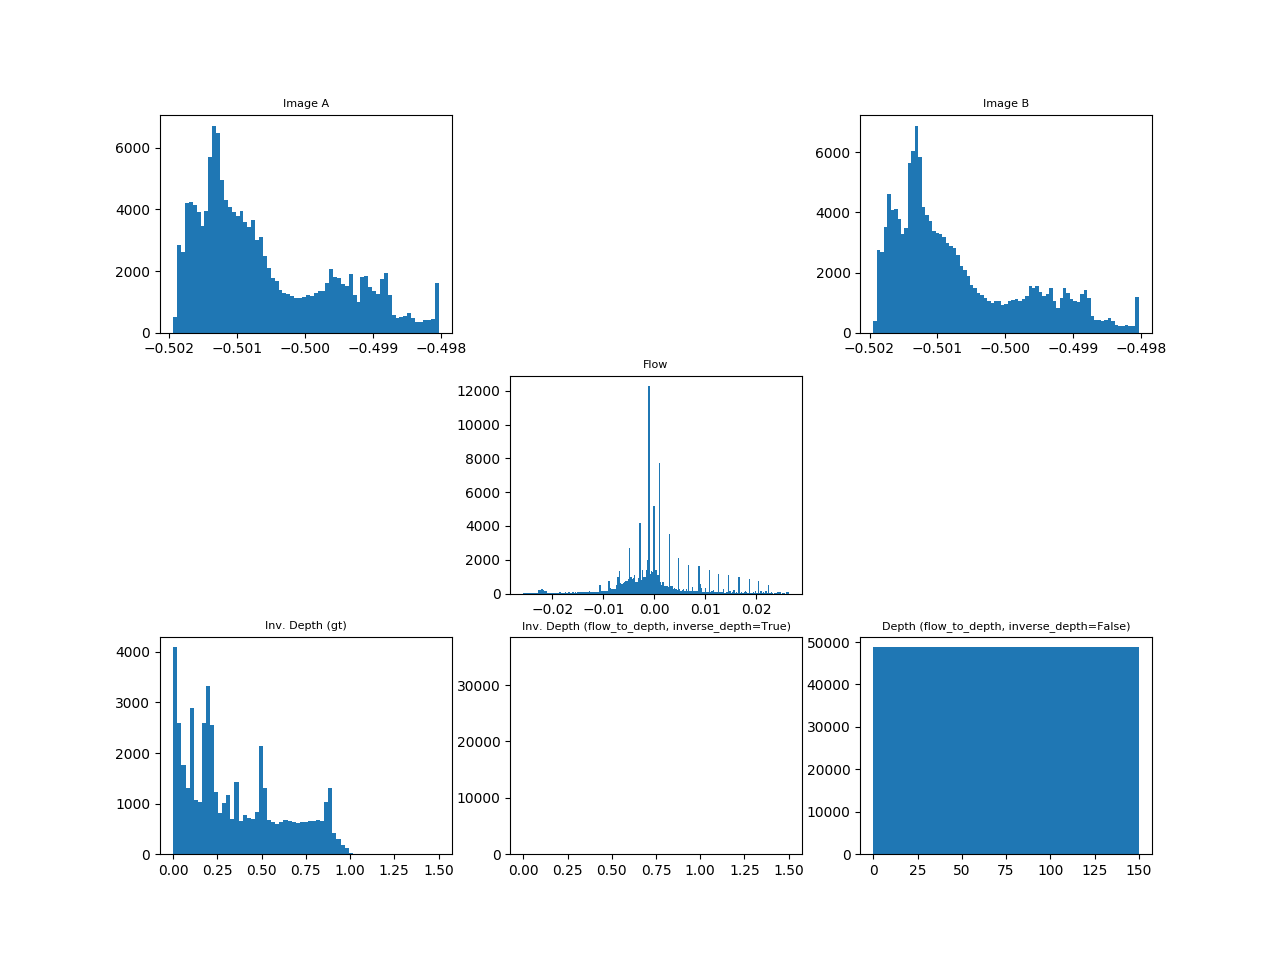 Image A
Image B
6000
4000
2000
0
−0.502 −0.501 −0.500 −0.499 −0.498
6000
4000
2000
0
−0.502 −0.501 −0.500 −0.499 −0.498
Flow
12000
10000
8000
6000
4000
2000
0
−0.02 −0.01 0.00 0.01 0.02
Inv. Depth (gt)
4000
3000
2000
1000
0
0.00 0.25 0.50 0.75 1.00 1.25 1.50
Inv. Depth (flow_to_depth, inverse_depth=True)
30000
20000
10000
0
0.00 0.25 0.50 0.75 1.00 1.25 1.50
Depth (flow_to_depth, inverse_depth=False)
50000
40000
30000
20000
10000
0
0 25 50 75 100 125 150